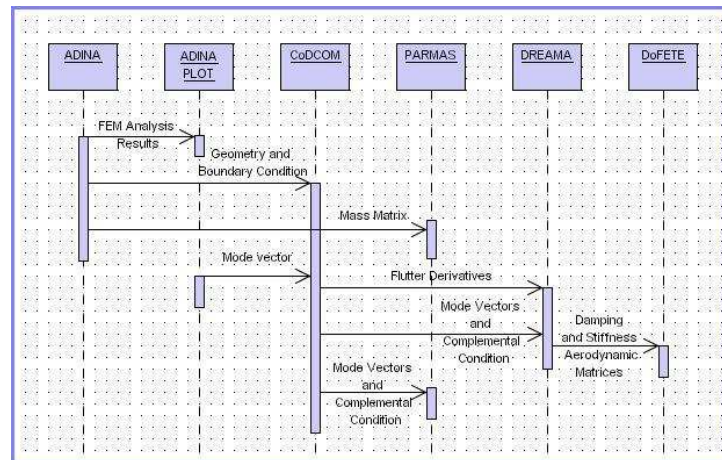 ADINA
ADINA
PLOT
CoDCOM
PARMAS
DREAMA
DoFETE
FEM Analysis
Results
Geometry and
Boundary Condition
Mass Matrix
Mode vector
Flutter Derivatives
Mode Vectors
and
Complemental
Condition
Damping
and Stiffness
Aerodynamic
Matrices
Mode Vectors
and
Complemental
Condition